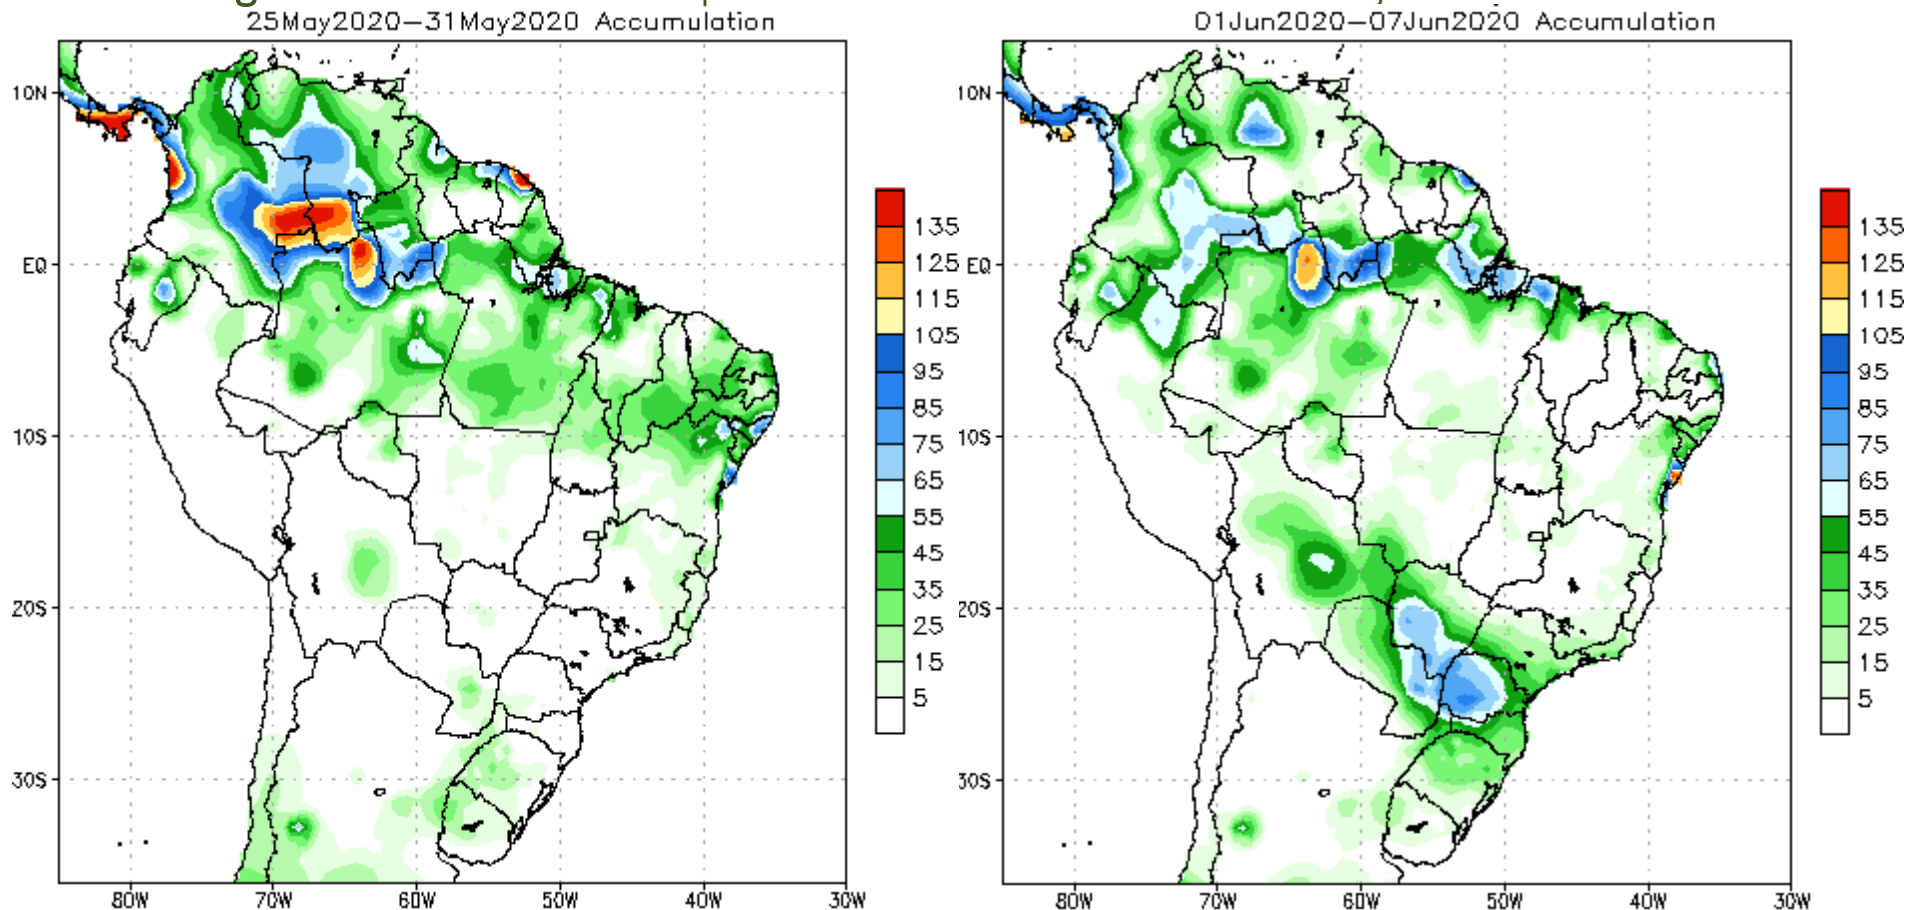 25May2020–31May2020 Accumulation
10N
EQ
10S
20S
30S
80W
70W
60W
50W
40W
30W
135
125
115
105
95
85
75
65
55
45
35
25
15
5
01Jun2020–07Jun2020 Accumulation
10N
EQ
10S
20S
30S
80W
70W
60W
50W
40W
30W
135
125
115
105
95
85
75
65
55
45
35
25
15
5